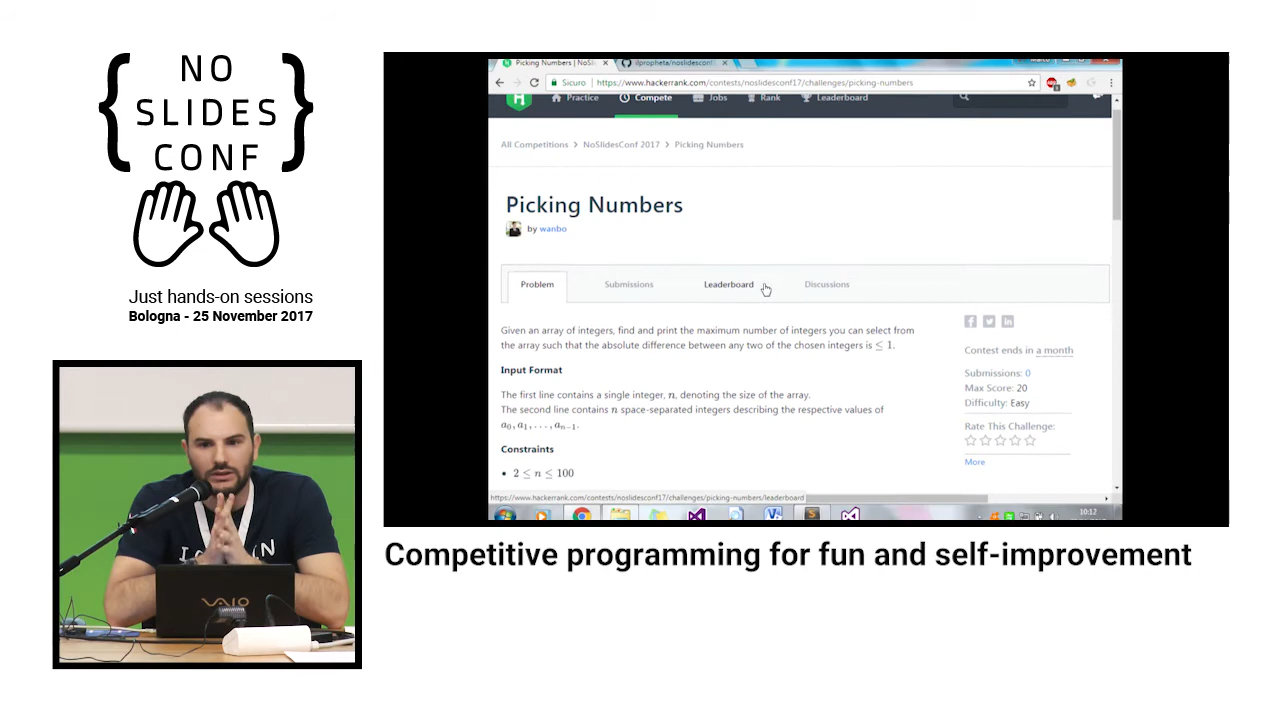 NO
SLIDES
CONF
Just hands-on sessions
Bologna - 25 November 2017
Picking Numbers | NoSli
ilpropheta/noslidesconf
Sicuro
https://www.hackerrank.com/contests/noslidesconf17/challenges/picking-numbers
Practice
Compete
Jobs
Rank
Leaderboard
All Competitions > NoSlidesConf 2017 > Picking Numbers
Picking Numbers
by wanbo
Problem
Submissions
Leaderboard
Discussions
Given an array of integers, find and print the maximum number of integers you can select from
the array such that the absolute difference between any two of the chosen integers is ≤ 1.
Input Format
The first line contains a single integer, n, denoting the size of the array.
The second line contains n space-separated integers describing the respective values of
a0, a1, . . . , an−1.
Constraints
• 2 ≤ n ≤ 100
Contest ends in a month
Submissions: 0
Max Score: 20
Difficulty: Easy
Rate This Challenge:
More
https://www.hackerrank.com/contests/noslidesconf17/challenges/picking-numbers/leaderboard
10:12
VAIO
Competitive programming for fun and self-improvement